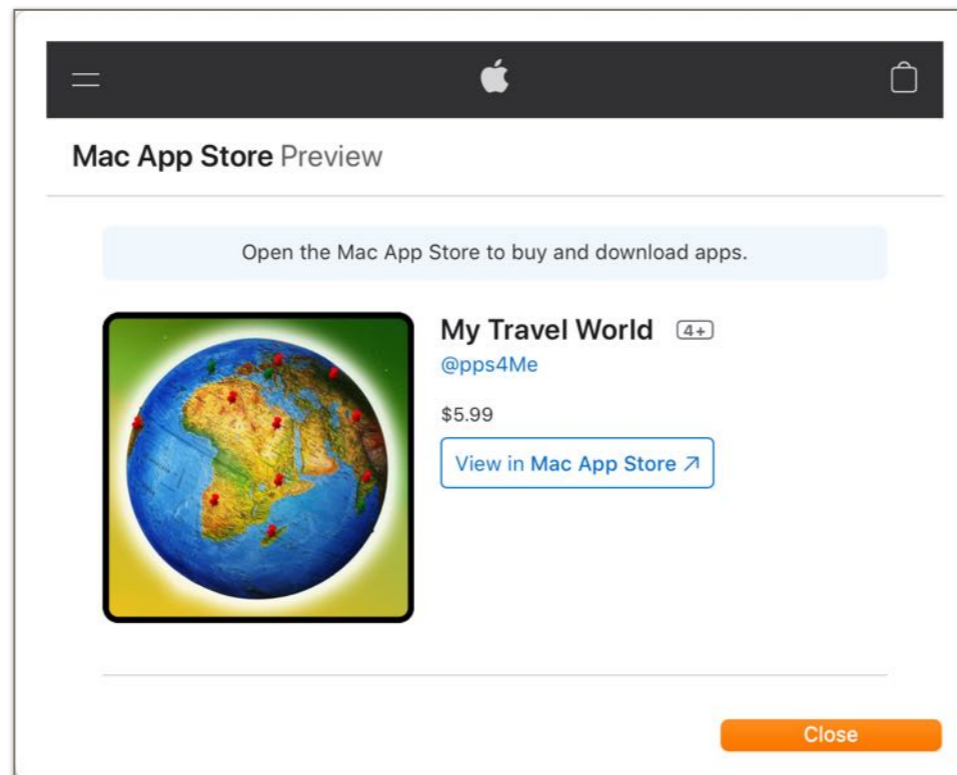 Mac App Store Preview
Open the Mac App Store to buy and download apps.
My Travel World 4+
@pps4Me
$5.99
View in Mac App Store ↗
Close